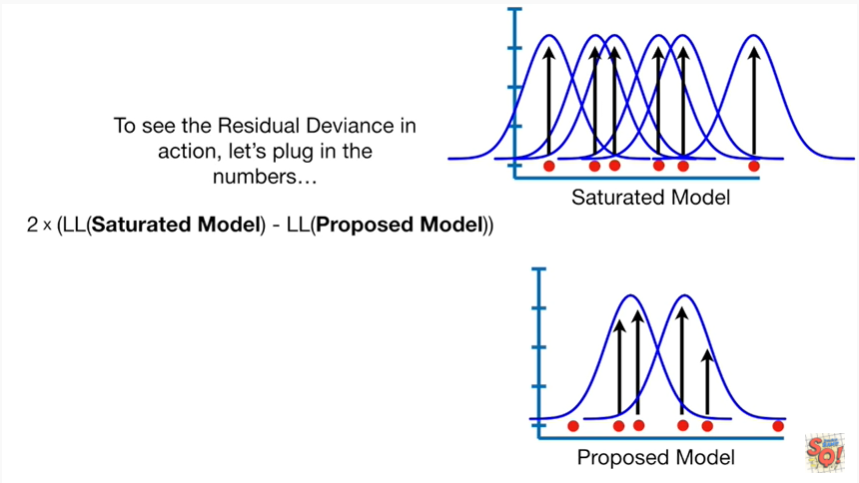 To see the Residual Deviance in
action, let's plug in the
numbers…
2 x (LL(Saturated Model) - LL(Proposed Model))
Saturated Model
Proposed Model
SQ!